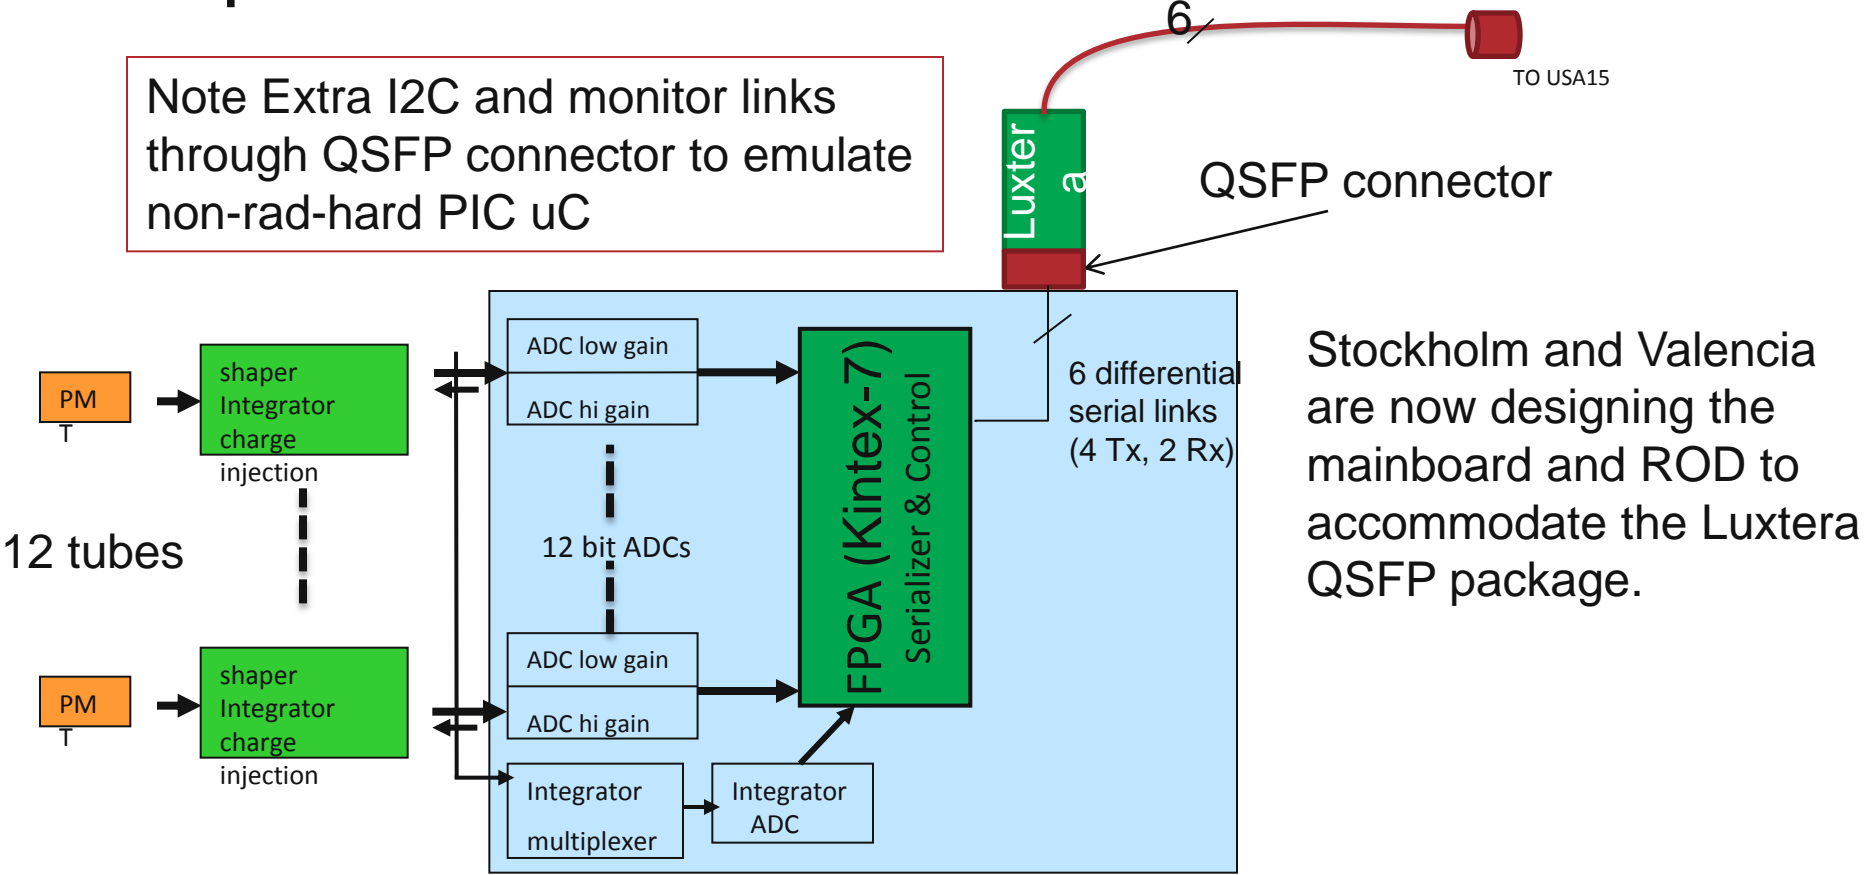 6
TO USA15
Note Extra I2C and monitor links
through QSFP connector to emulate
non-rad-hard PIC uC
Luxter
a
QSFP connector
PM
T
shaper
Integrator
charge
injection
ADC low gain
ADC hi gain
FPGA (Kintex-7)
Serializer & Control
6 differential
serial links
(4 Tx, 2 Rx)
Stockholm and Valencia
are now designing the
mainboard and ROD to
accommodate the Luxtera
QSFP package.
12 tubes
12 bit ADCs
PM
T
shaper
Integrator
charge
injection
ADC low gain
ADC hi gain
Integrator
multiplexer
Integrator
ADC